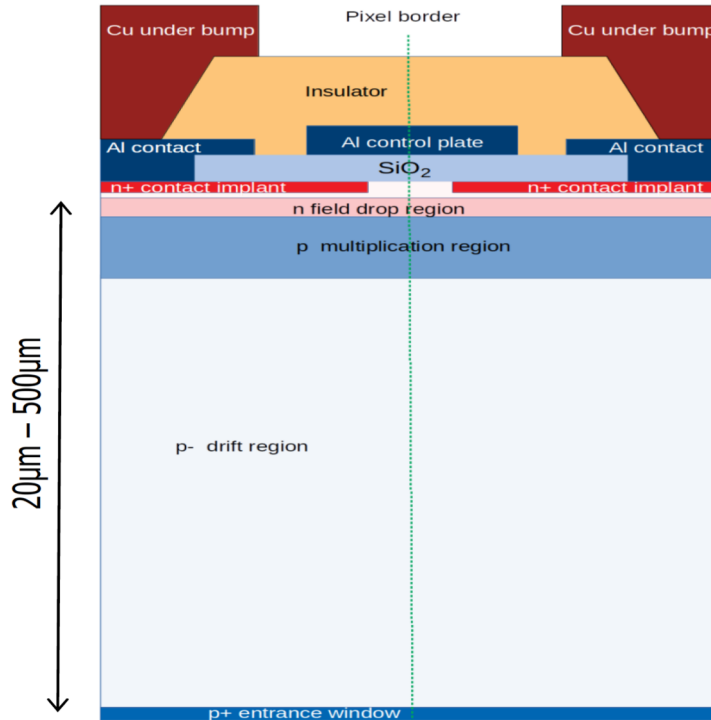 Pixel border
Cu under bump
Cu under bump
Insulator
Al contact
Al control plate
Al contact
SiO₂
n+ contact implant
n+ contact implant
n field drop region
p multiplication region
20μm – 500μm
p- drift region
p+ entrance window